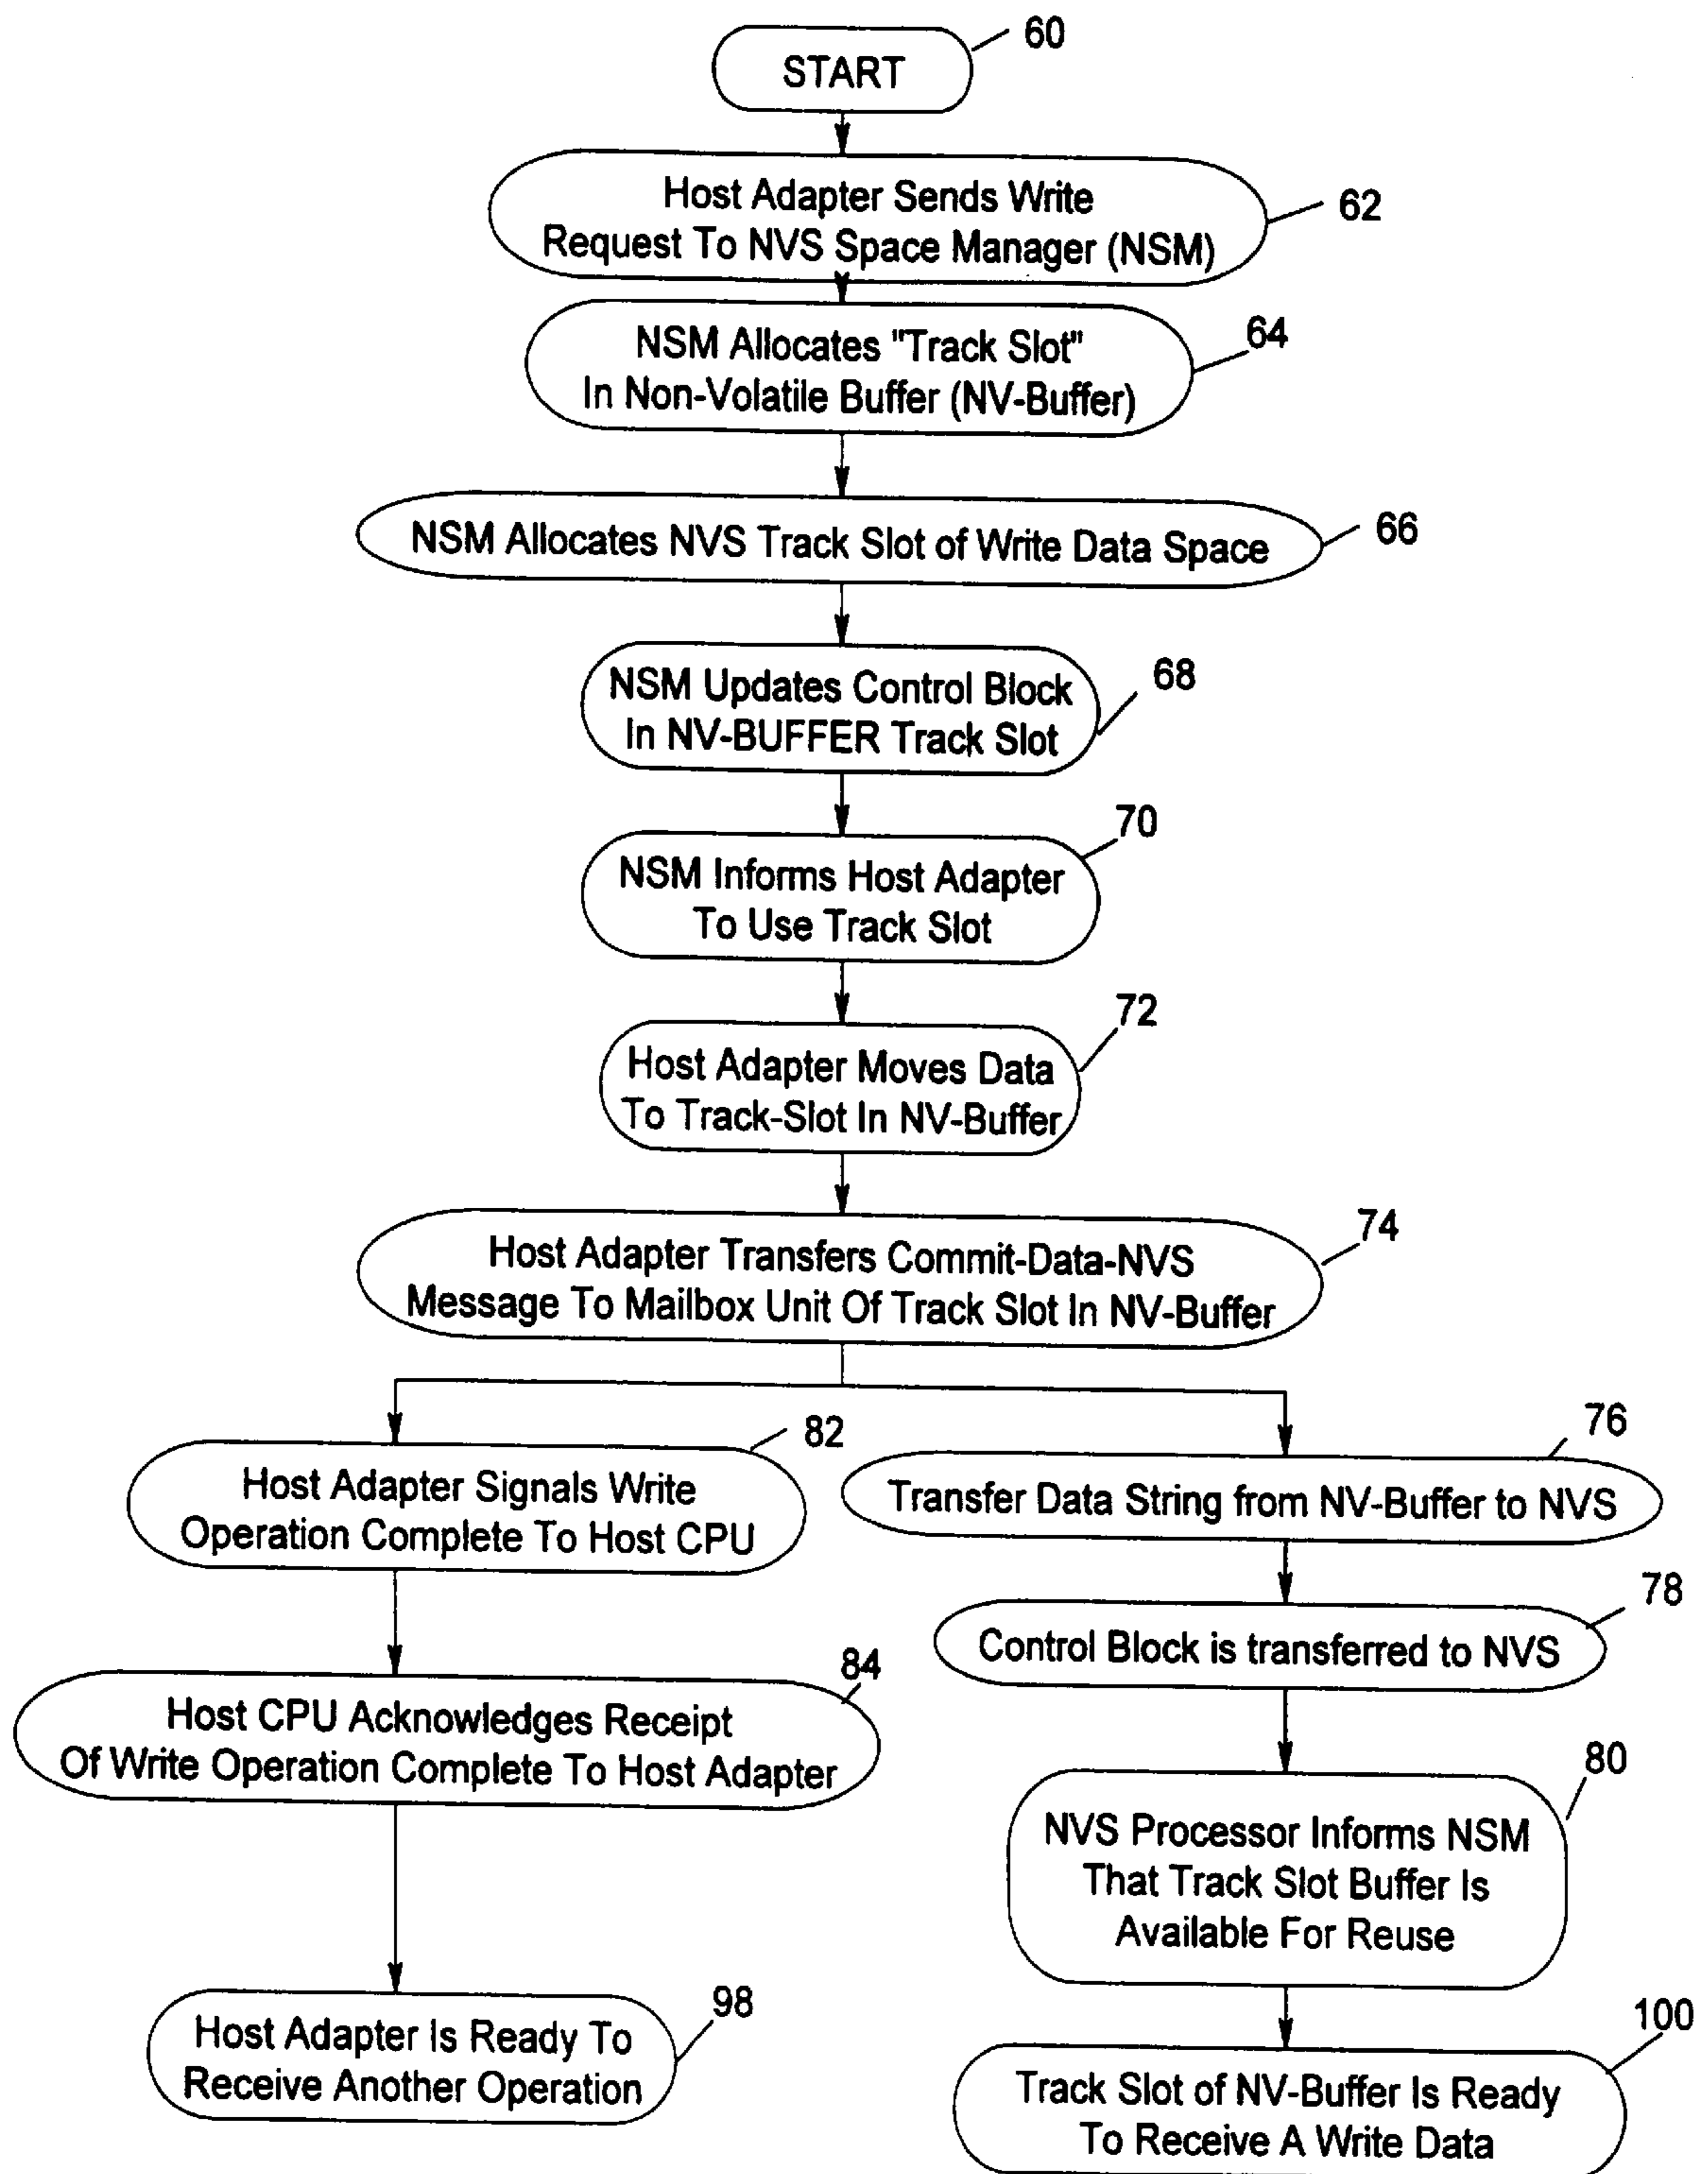 60
START
Host Adapter Sends Write
Request To NVS Space Manager (NSM)
62
NSM Allocates "Track Slot"
In Non-Volatile Buffer (NV-Buffer)
64
NSM Allocates NVS Track Slot of Write Data Space
66
NSM Updates Control Block
In NV-BUFFER Track Slot
68
70
NSM Informs Host Adapter
To Use Track Slot
72
Host Adapter Moves Data
To Track-Slot In NV-Buffer
74
Host Adapter Transfers Commit-Data-NVS
Message To Mailbox Unit Of Track Slot In NV-Buffer
82
Host Adapter Signals Write
Operation Complete To Host CPU
84
Host CPU Acknowledges Receipt
Of Write Operation Complete To Host Adapter
98
Host Adapter Is Ready To
Receive Another Operation
76
Transfer Data String from NV-Buffer to NVS
78
Control Block is transferred to NVS
80
NVS Processor Informs NSM
That Track Slot Buffer Is
Available For Reuse
100
Track Slot of NV-Buffer Is Ready
To Receive A Write Data